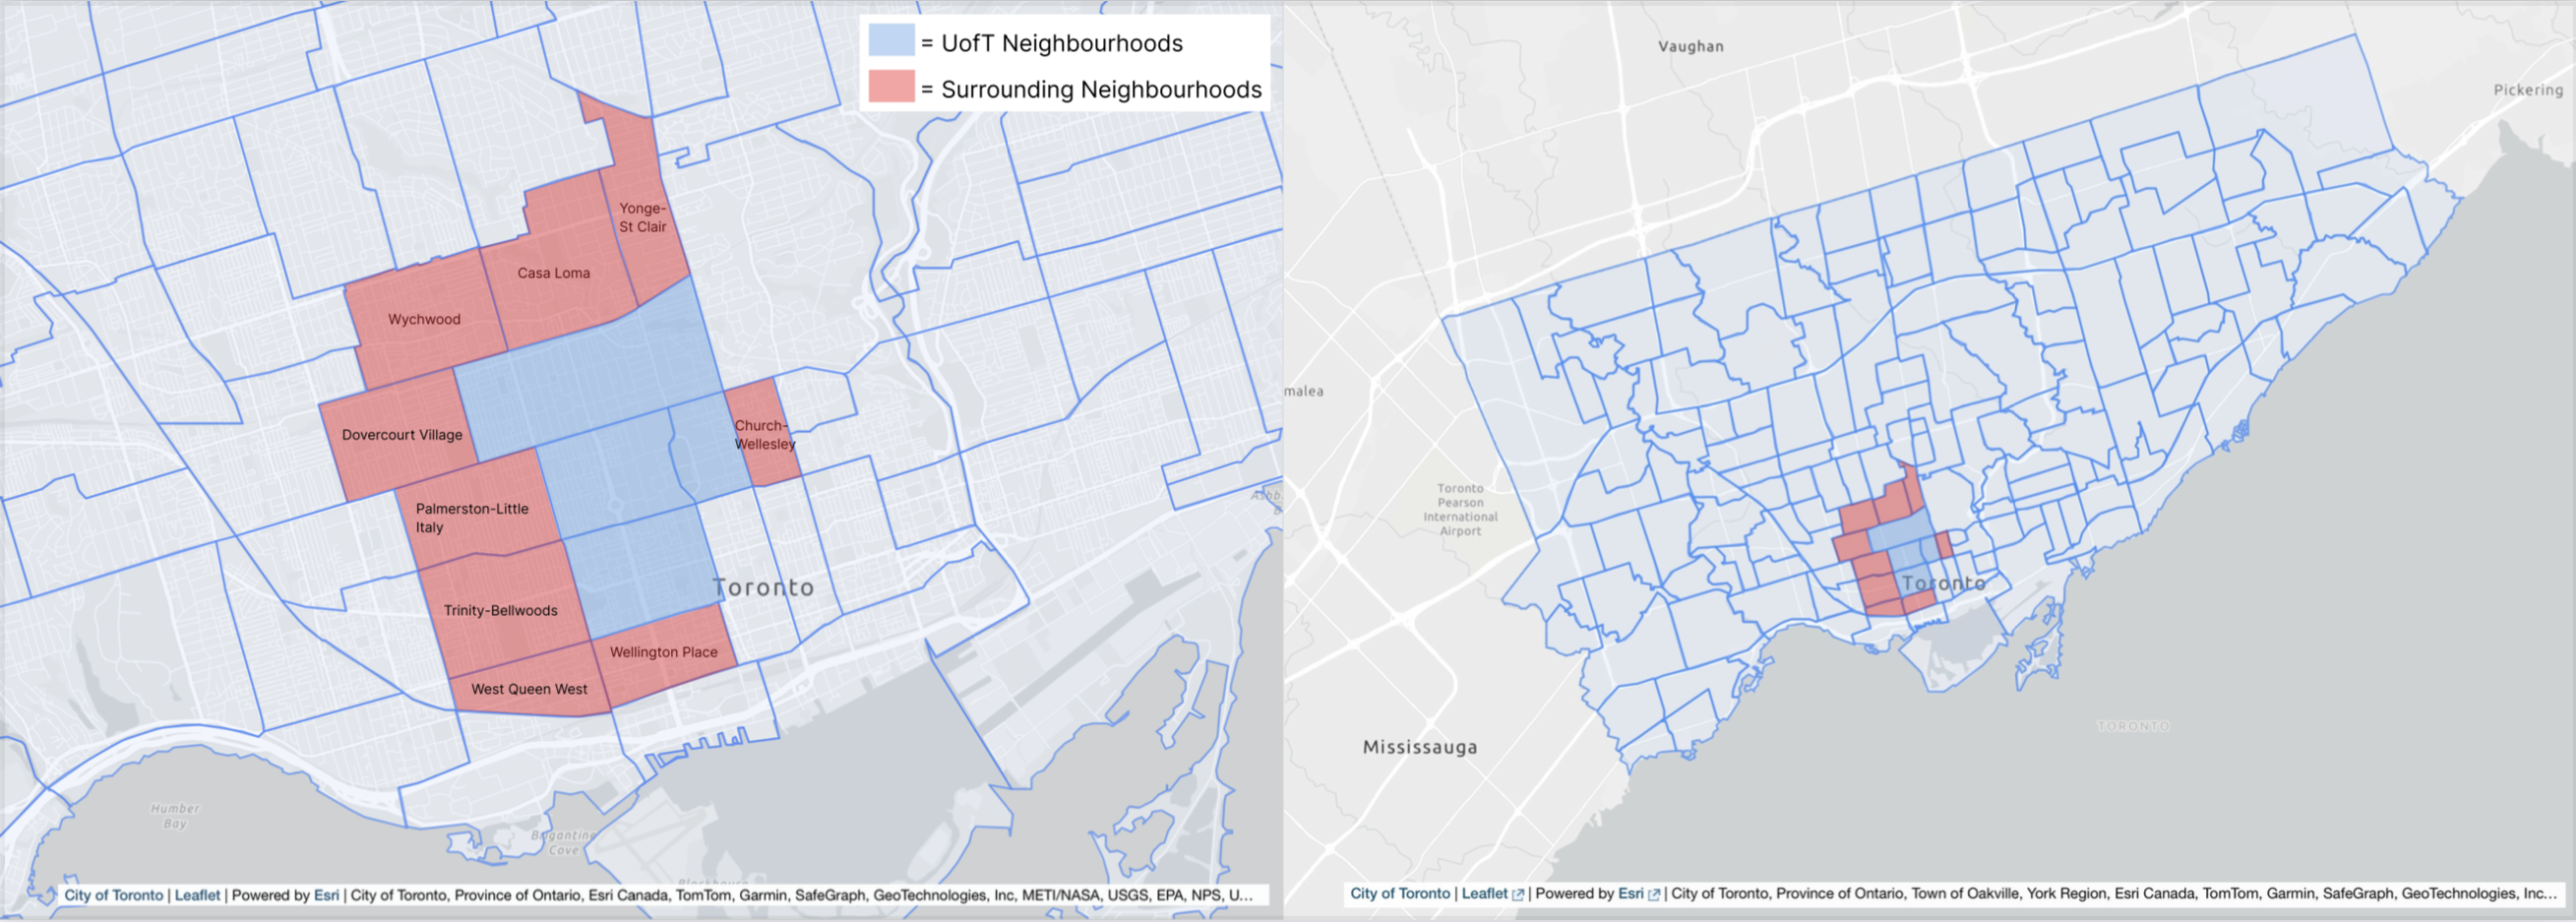 = UofT Neighbourhoods
= Surrounding Neighbourhoods
Yonge-
St Clair
Casa Loma
Wychwood
Dovercourt Village
Church-
Wellesley
Palmerston-Little
Italy
Toronto
Trinity-Bellwoods
Wellington Place
West Queen West
Humber
Bay
Brigantine
Cove
City of Toronto | Leaflet | Powered by Esri | City of Toronto, Province of Ontario, Esri Canada, TomTom, Garmin, SafeGraph, GeoTechnologies, Inc, METI/NASA, USGS, EPA, NPS, U...
Vaughan
Pickering
malea
Toronto
Pearson
International
Airport
Toronto
TORONTO
Mississauga
City of Toronto | Leaflet | Powered by Esri | City of Toronto, Province of Ontario, Town of Oakville, York Region, Esri Canada, TomTom, Garmin, SafeGraph, GeoTechnologies, Inc...